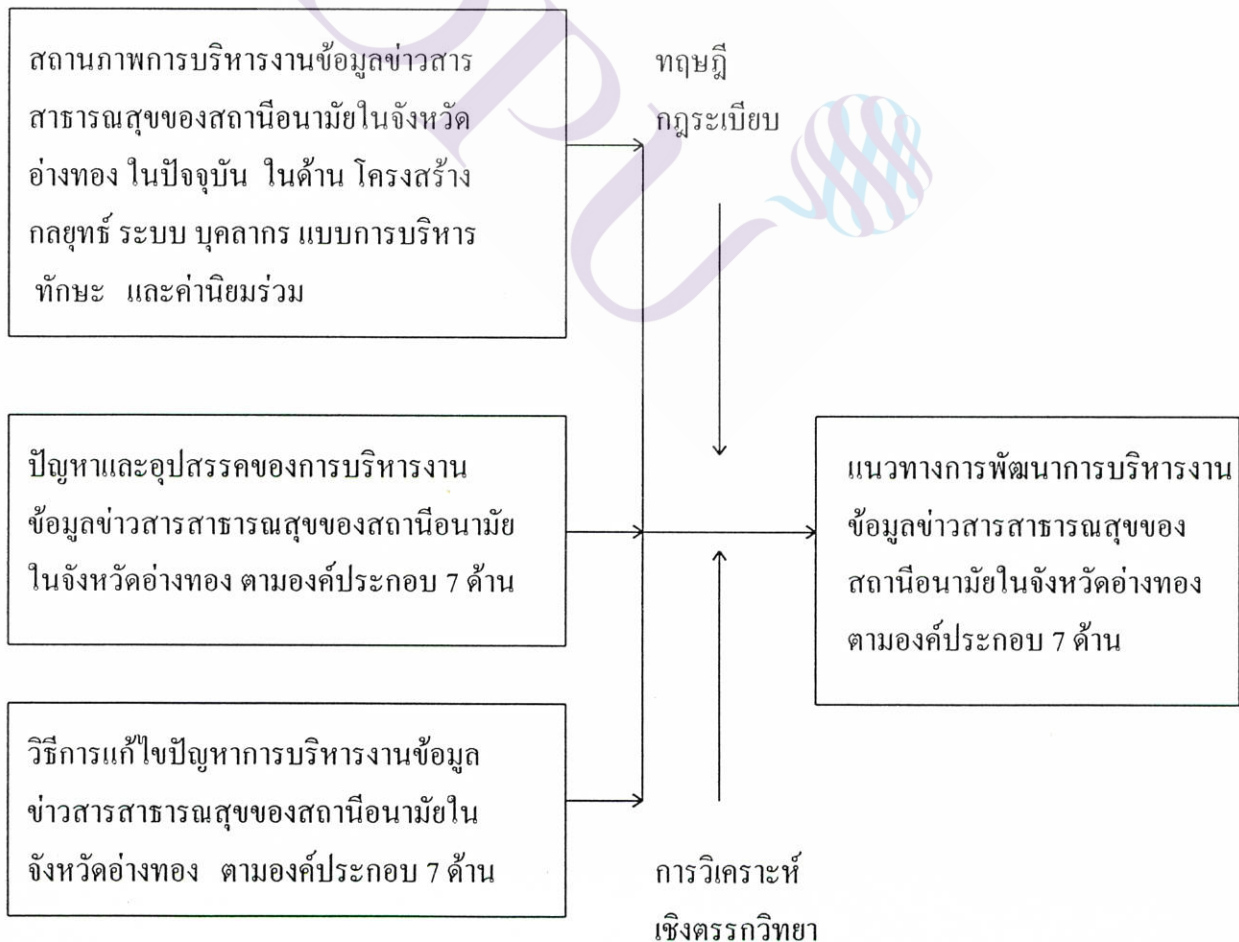 สถานภาพการบริหารงานข้อมูลข่าวสาร
สาธารณสุขของสถานีอนามัยในจังหวัด
อ่างทอง ในปัจจุบัน ในด้าน โครงสร้าง
กลยุทธ์ ระบบ บุคลากร แบบการบริหาร
ทักษะ และค่านิยมร่วม
ทฤษฎี
กฎระเบียบ
ปัญหาและอุปสรรคของการบริหารงาน
ข้อมูลข่าวสารสาธารณสุขของสถานีอนามัย
ในจังหวัดอ่างทอง ตามองค์ประกอบ 7 ด้าน
แนวทางการพัฒนาการบริหารงาน
ข้อมูลข่าวสารสาธารณสุขของ
สถานีอนามัยในจังหวัดอ่างทอง
ตามองค์ประกอบ 7 ด้าน
วิธีการแก้ไขปัญหาการบริหารงานข้อมูล
ข่าวสารสาธารณสุขของสถานีอนามัยใน
จังหวัดอ่างทอง ตามองค์ประกอบ 7 ด้าน
การวิเคราะห์
เชิงตรรกวิทยา
DPU